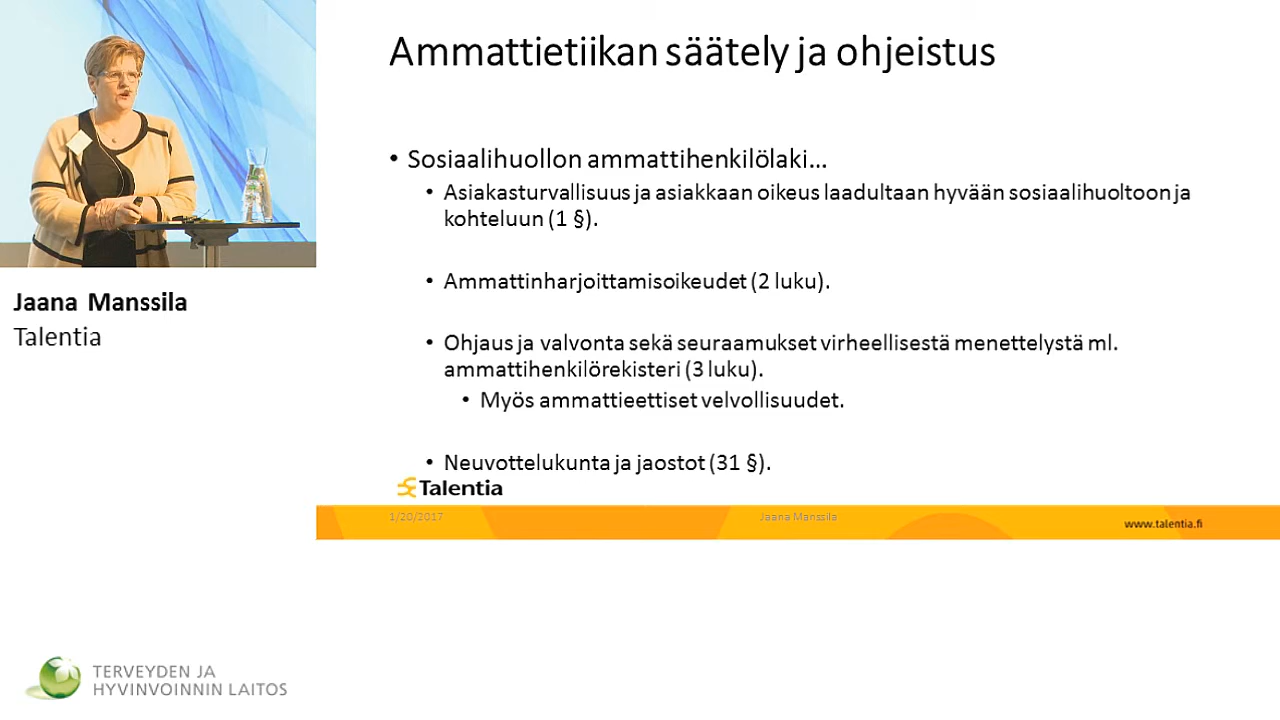 Ammattietiikan säätely ja ohjeistus
• Sosiaalihuollon ammattihenkilölaki...
• Asiakasturvallisuus ja asiakkaan oikeus laadultaan hyvään sosiaalihuoltoon ja
kohteluun (1 §).
• Ammattinharjoittamisoikeudet (2 luku).
• Ohjaus ja valvonta sekä seuraamukset virheellisestä menettelystä ml.
ammattihenkilörekisteri (3 luku).
• Myös ammattieettiset velvollisuudet.
• Neuvottelukunta ja jaostot (31 §).
Talentia
1/20/2017
Jaana Manssila
www.talentia.fi
Jaana Manssila
Talentia
TERVEYDEN JA
HYVINVOINNIN LAITOS